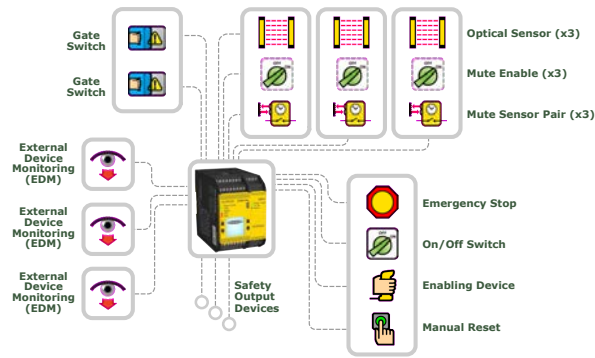 Gate
Switch
Gate
Switch
Optical Sensor (x3)
Mute Enable (x3)
Mute Sensor Pair (x3)
External
Device
Monitoring
(EDM)
External
Device
Monitoring
(EDM)
External
Device
Monitoring
(EDM)
Safety
Output
Devices
Emergency Stop
On/Off Switch
Enabling Device
Manual Reset